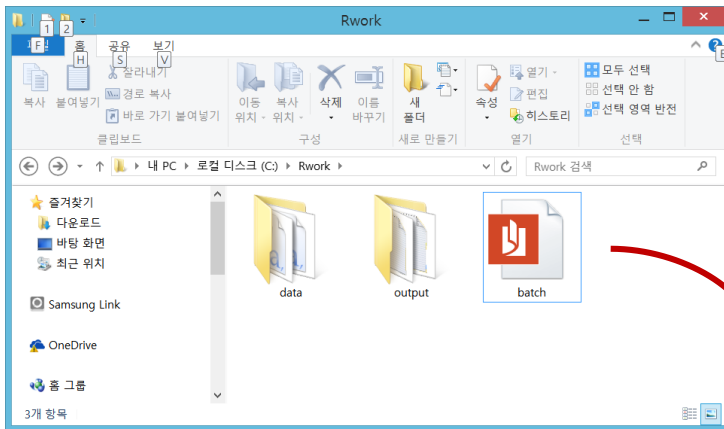 Rwork
1 2
F 홈 공유 보기
H S V E
잘라내기
경로 복사
바로 가기 붙여넣기
복사 붙여넣기
클립보드
이동 위치
복사 위치
삭제
이름 바꾸기
구성
새 폴더
새로 만들기
속성
열기
편집
히스토리
열기
모두 선택
선택 안 함
선택 영역 반전
선택
내 PC 로컬 디스크 (C:) Rwork
Rwork 검색
즐겨찾기
다운로드
바탕 화면
최근 위치
Samsung Link
OneDrive
홈 그룹
data output batch
3개 항목